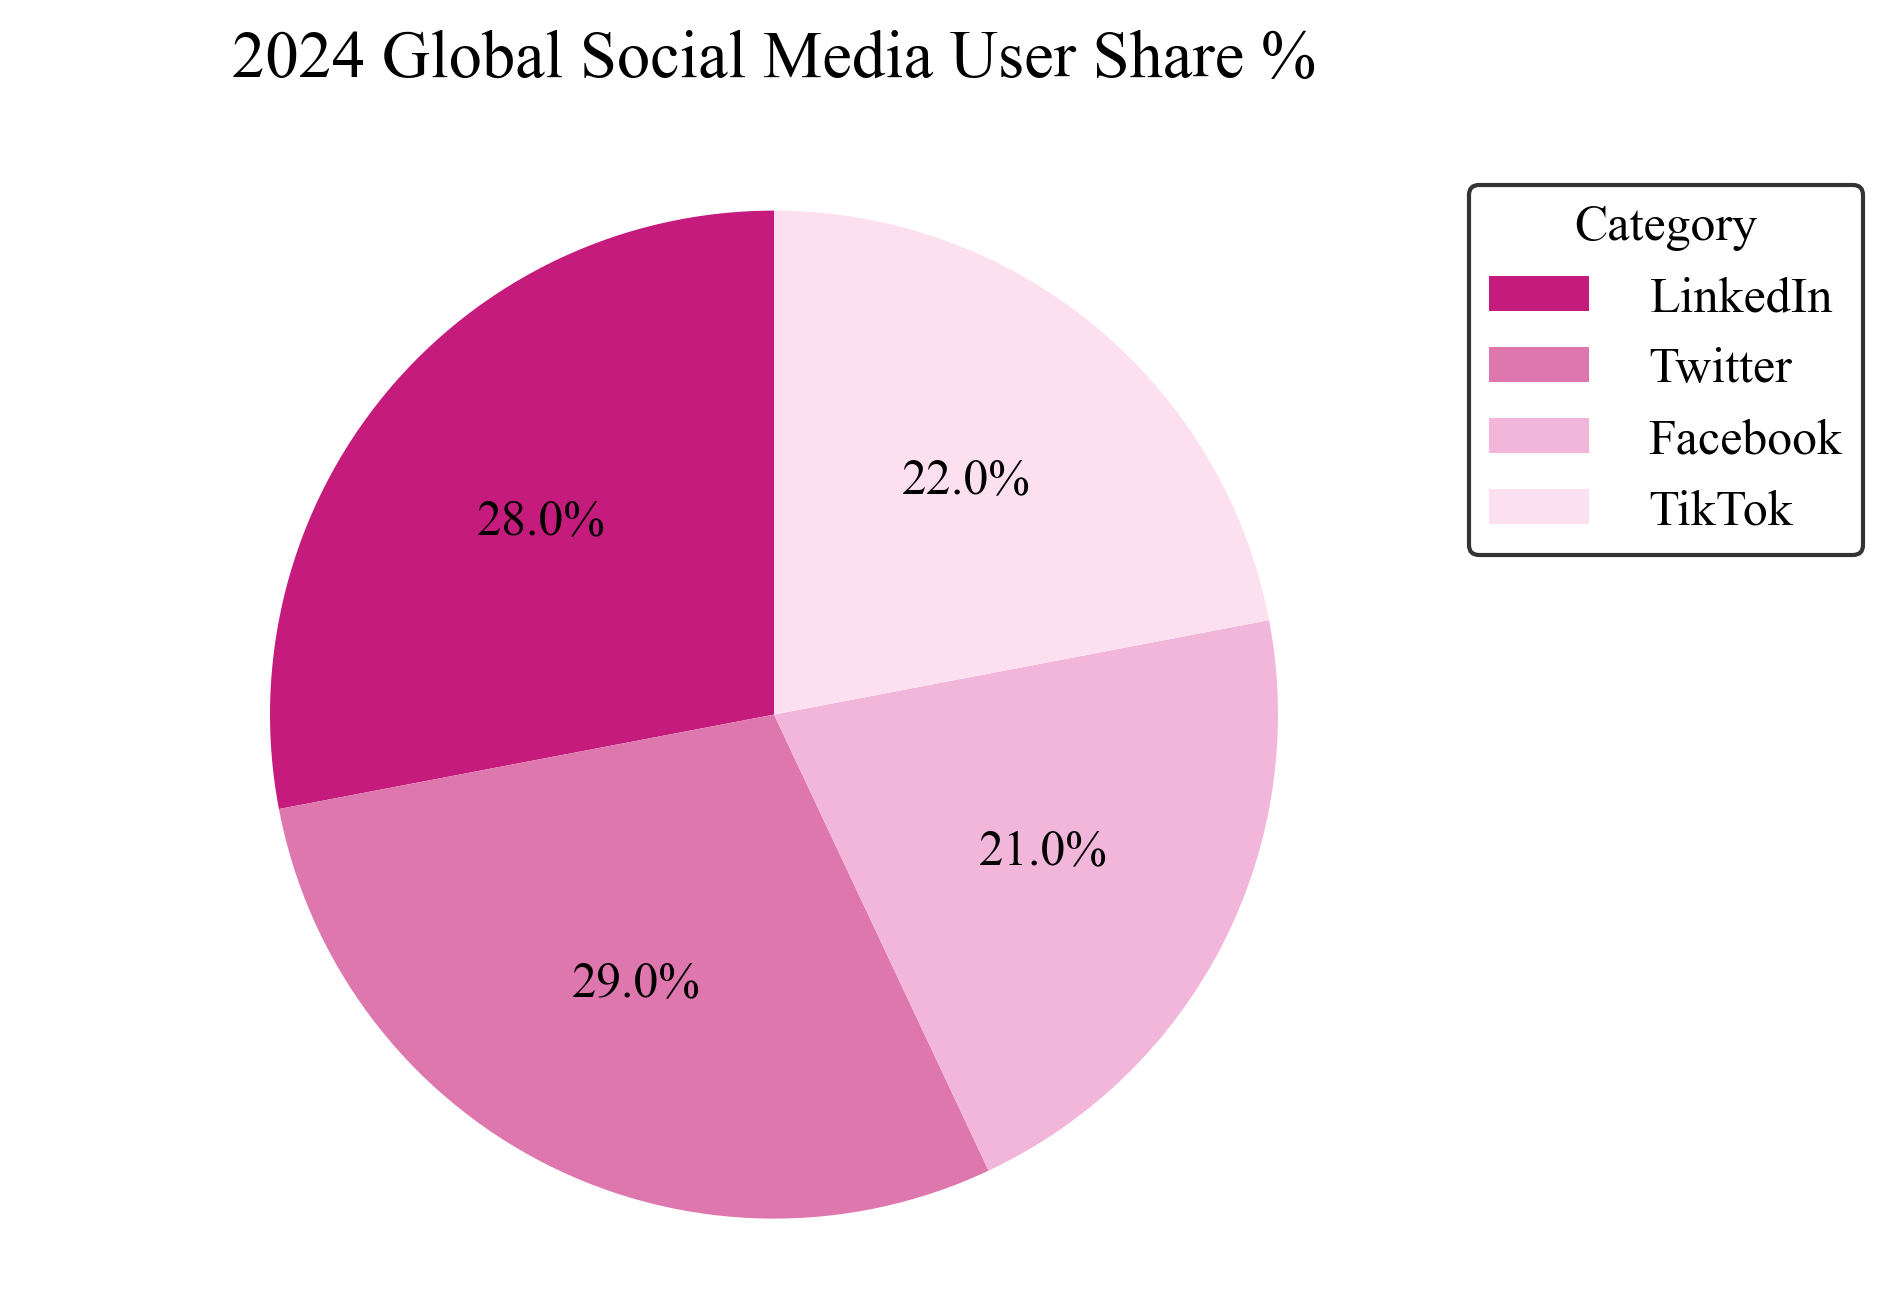 2024 Global Social Media User Share %
Category
LinkedIn
Twitter
Facebook
TikTok
22.0%
28.0%
21.0%
29.0%